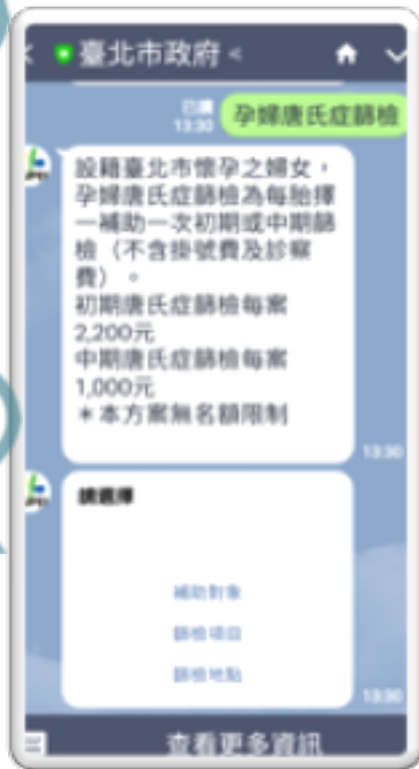 臺北市政府
已讀
13:30
孕婦唐氏症篩檢
設籍臺北市懷孕之婦女，
孕婦唐氏症篩檢為每胎擇
一補助一次初期或中期篩
檢（不含掛號費及診察
費）。
初期唐氏症篩檢每案
2,200元
中期唐氏症篩檢每案
1,000元
＊本方案無名額限制
13:30
請選擇
補助對象
篩檢項目
篩檢地點
13:30
查看更多資訊